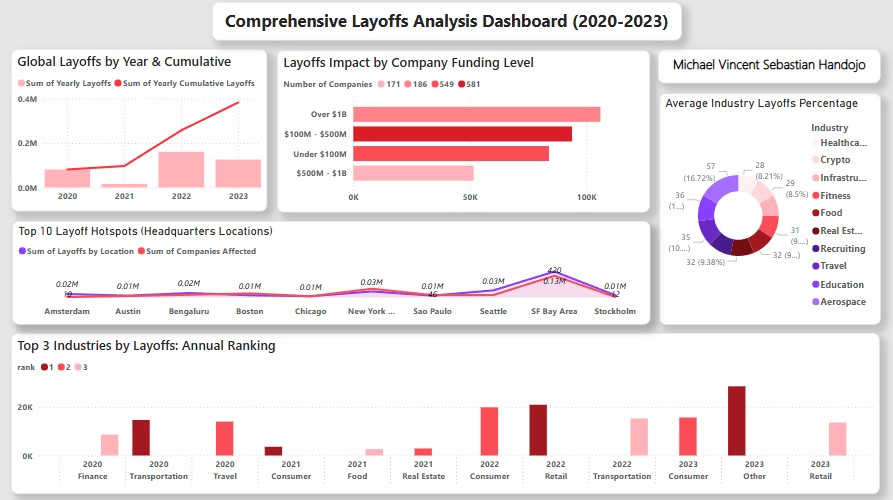 Comprehensive Layoffs Analysis Dashboard (2020-2023)
Michael Vincent Sebastian Handojo
Global Layoffs by Year & Cumulative
Sum of Yearly Layoffs Sum of Yearly Cumulative Layoffs
0.4M
0.2M
0.0M
2020 2021 2022 2023
Layoffs Impact by Company Funding Level
Number of Companies 171 186 549 581
Over $1B
$100M - $500M
Under $100M
$500M - $1B
0K 50K 100K
Average Industry Layoffs Percentage
57
(16.72%)
28
(8.21%)
29
(8.5%)
31
(9....)
32 (9...)
32 (9.38%)
35
(10....)
36
(1...)
Industry
Healthca...
Crypto
Infrastru...
Fitness
Food
Real Est...
Recruiting
Travel
Education
Aerospace
Top 10 Layoff Hotspots (Headquarters Locations)
Sum of Layoffs by Location Sum of Companies Affected
0.02M 0.01M 0.02M 0.01M 0.01M 0.03M 0.01M 0.03M 420 0.01M
46 0.13M 12
Amsterdam Austin Bengaluru Boston Chicago New York ... Sao Paulo Seattle SF Bay Area Stockholm
Top 3 Industries by Layoffs: Annual Ranking
rank 1 2 3
20K
0K
2020 2020 2020 2021 2021 2021 2022 2022 2022 2023 2023 2023
Finance Transportation Travel Consumer Food Real Estate Consumer Retail Transportation Consumer Other Retail